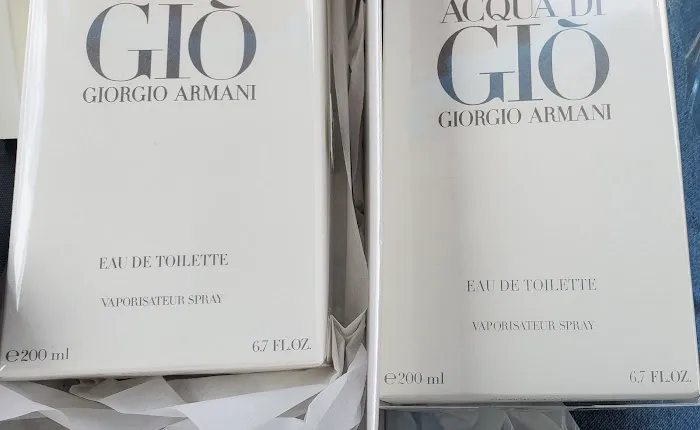 GIÒ
GIORGIO ARMANI
EAU DE TOILETTE
VAPORISATEUR SPRAY
℮200 ml 6.7 FL.OZ.
ACQUA DI
GIÒ
GIORGIO ARMANI
EAU DE TOILETTE
VAPORISATEUR SPRAY
℮200 ml 6,7 FL.OZ.